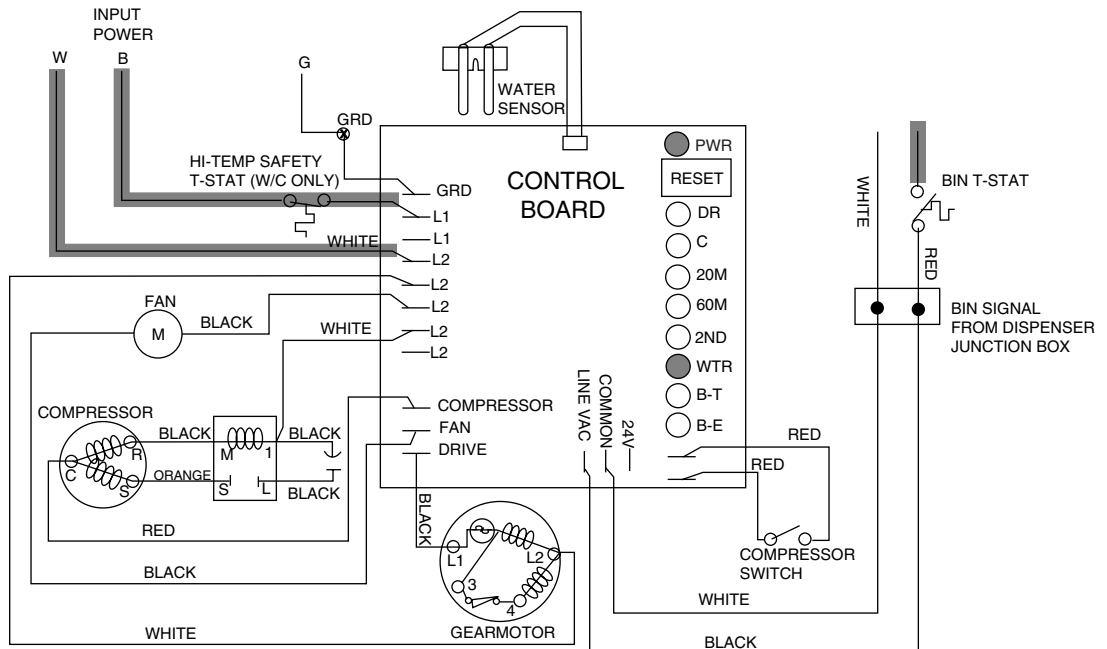 INPUT
POWER
W
B
G
GRD
WATER
SENSOR
HI-TEMP SAFETY
T-STAT (W/C ONLY)
CONTROL
BOARD
GRD
L1
L1
WHITE
L2
L2
L2
L2
L2
PWR
RESET
DR
C
20M
60M
2ND
WTR
B-T
B-E
WHITE
BIN T-STAT
RED
BIN SIGNAL
FROM DISPENSER
JUNCTION BOX
FAN
M
BLACK
WHITE
COMPRESSOR
FAN
DRIVE
LINE VAC
COMMON
24V
COMPRESSOR
R
C
S
BLACK
M
1
BLACK
ORANGE
S
L
BLACK
RED
RED
RED
COMPRESSOR
SWITCH
BLACK
BLACK
L1
L2
3
4
GEARMOTOR
WHITE
WHITE
BLACK